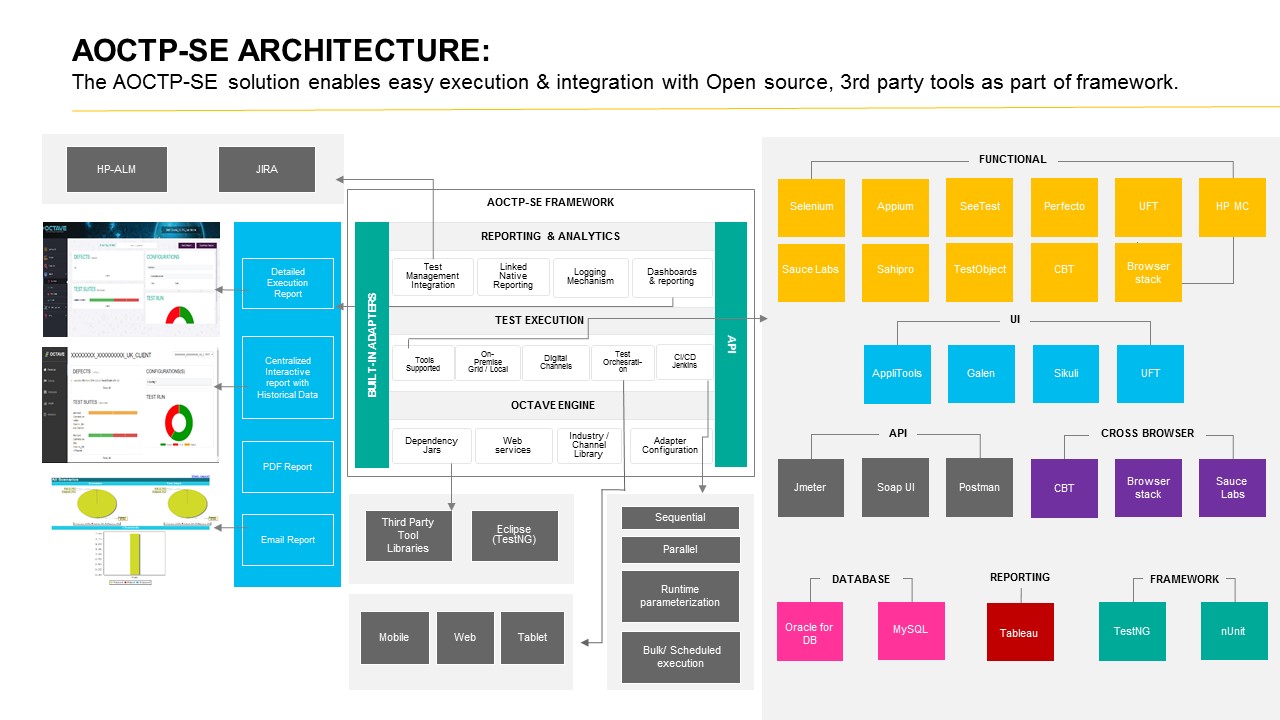 AOCTP-SE ARCHITECTURE:
The AOCTP-SE solution enables easy execution & integration with Open source, 3rd party tools as part of framework.
HP-ALM
JIRA
OCTAVE
DEFECTS
CONFIGURATIONS
TEST SUITES
TEST RUN
OCTAVE
XXXXXXXX_XXXXXXXXX_UK_CLIENT
DEFECTS
CONFIGURATIONS(S)
TEST SUITES
TEST RUN
Detailed
Execution
Report
Centralized
Interactive
report with
Historical Data
PDF Report
Email Report
AOCTP-SE FRAMEWORK
BUILT-IN ADAPTERS
API
REPORTING & ANALYTICS
Test
Management
Integration
Linked
Native
Reporting
Logging
Mechanism
Dashboards
& reporting
TEST EXECUTION
Tools
Supported
On-
Premise
Grid / Local
Digital
Channels
Test
Orchestrati-
on
CI/CD
Jenkins
OCTAVE ENGINE
Dependency
Jars
Web
services
Industry /
Channel
Library
Adapter
Configuration
Third Party
Tool
Libraries
Eclipse
(TestNG)
Mobile
Web
Tablet
Sequential
Parallel
Runtime
parameterization
Bulk/ Scheduled
execution
FUNCTIONAL
Selenium
Appium
SeeTest
Perfecto
UFT
HP MC
Sauce Labs
Sahipro
TestObject
CBT
Browser
stack
UI
AppliTools
Galen
Sikuli
UFT
API
Jmeter
Soap UI
Postman
CROSS BROWSER
CBT
Browser
stack
Sauce
Labs
DATABASE
Oracle for
DB
MySQL
REPORTING
Tableau
FRAMEWORK
TestNG
nUnit